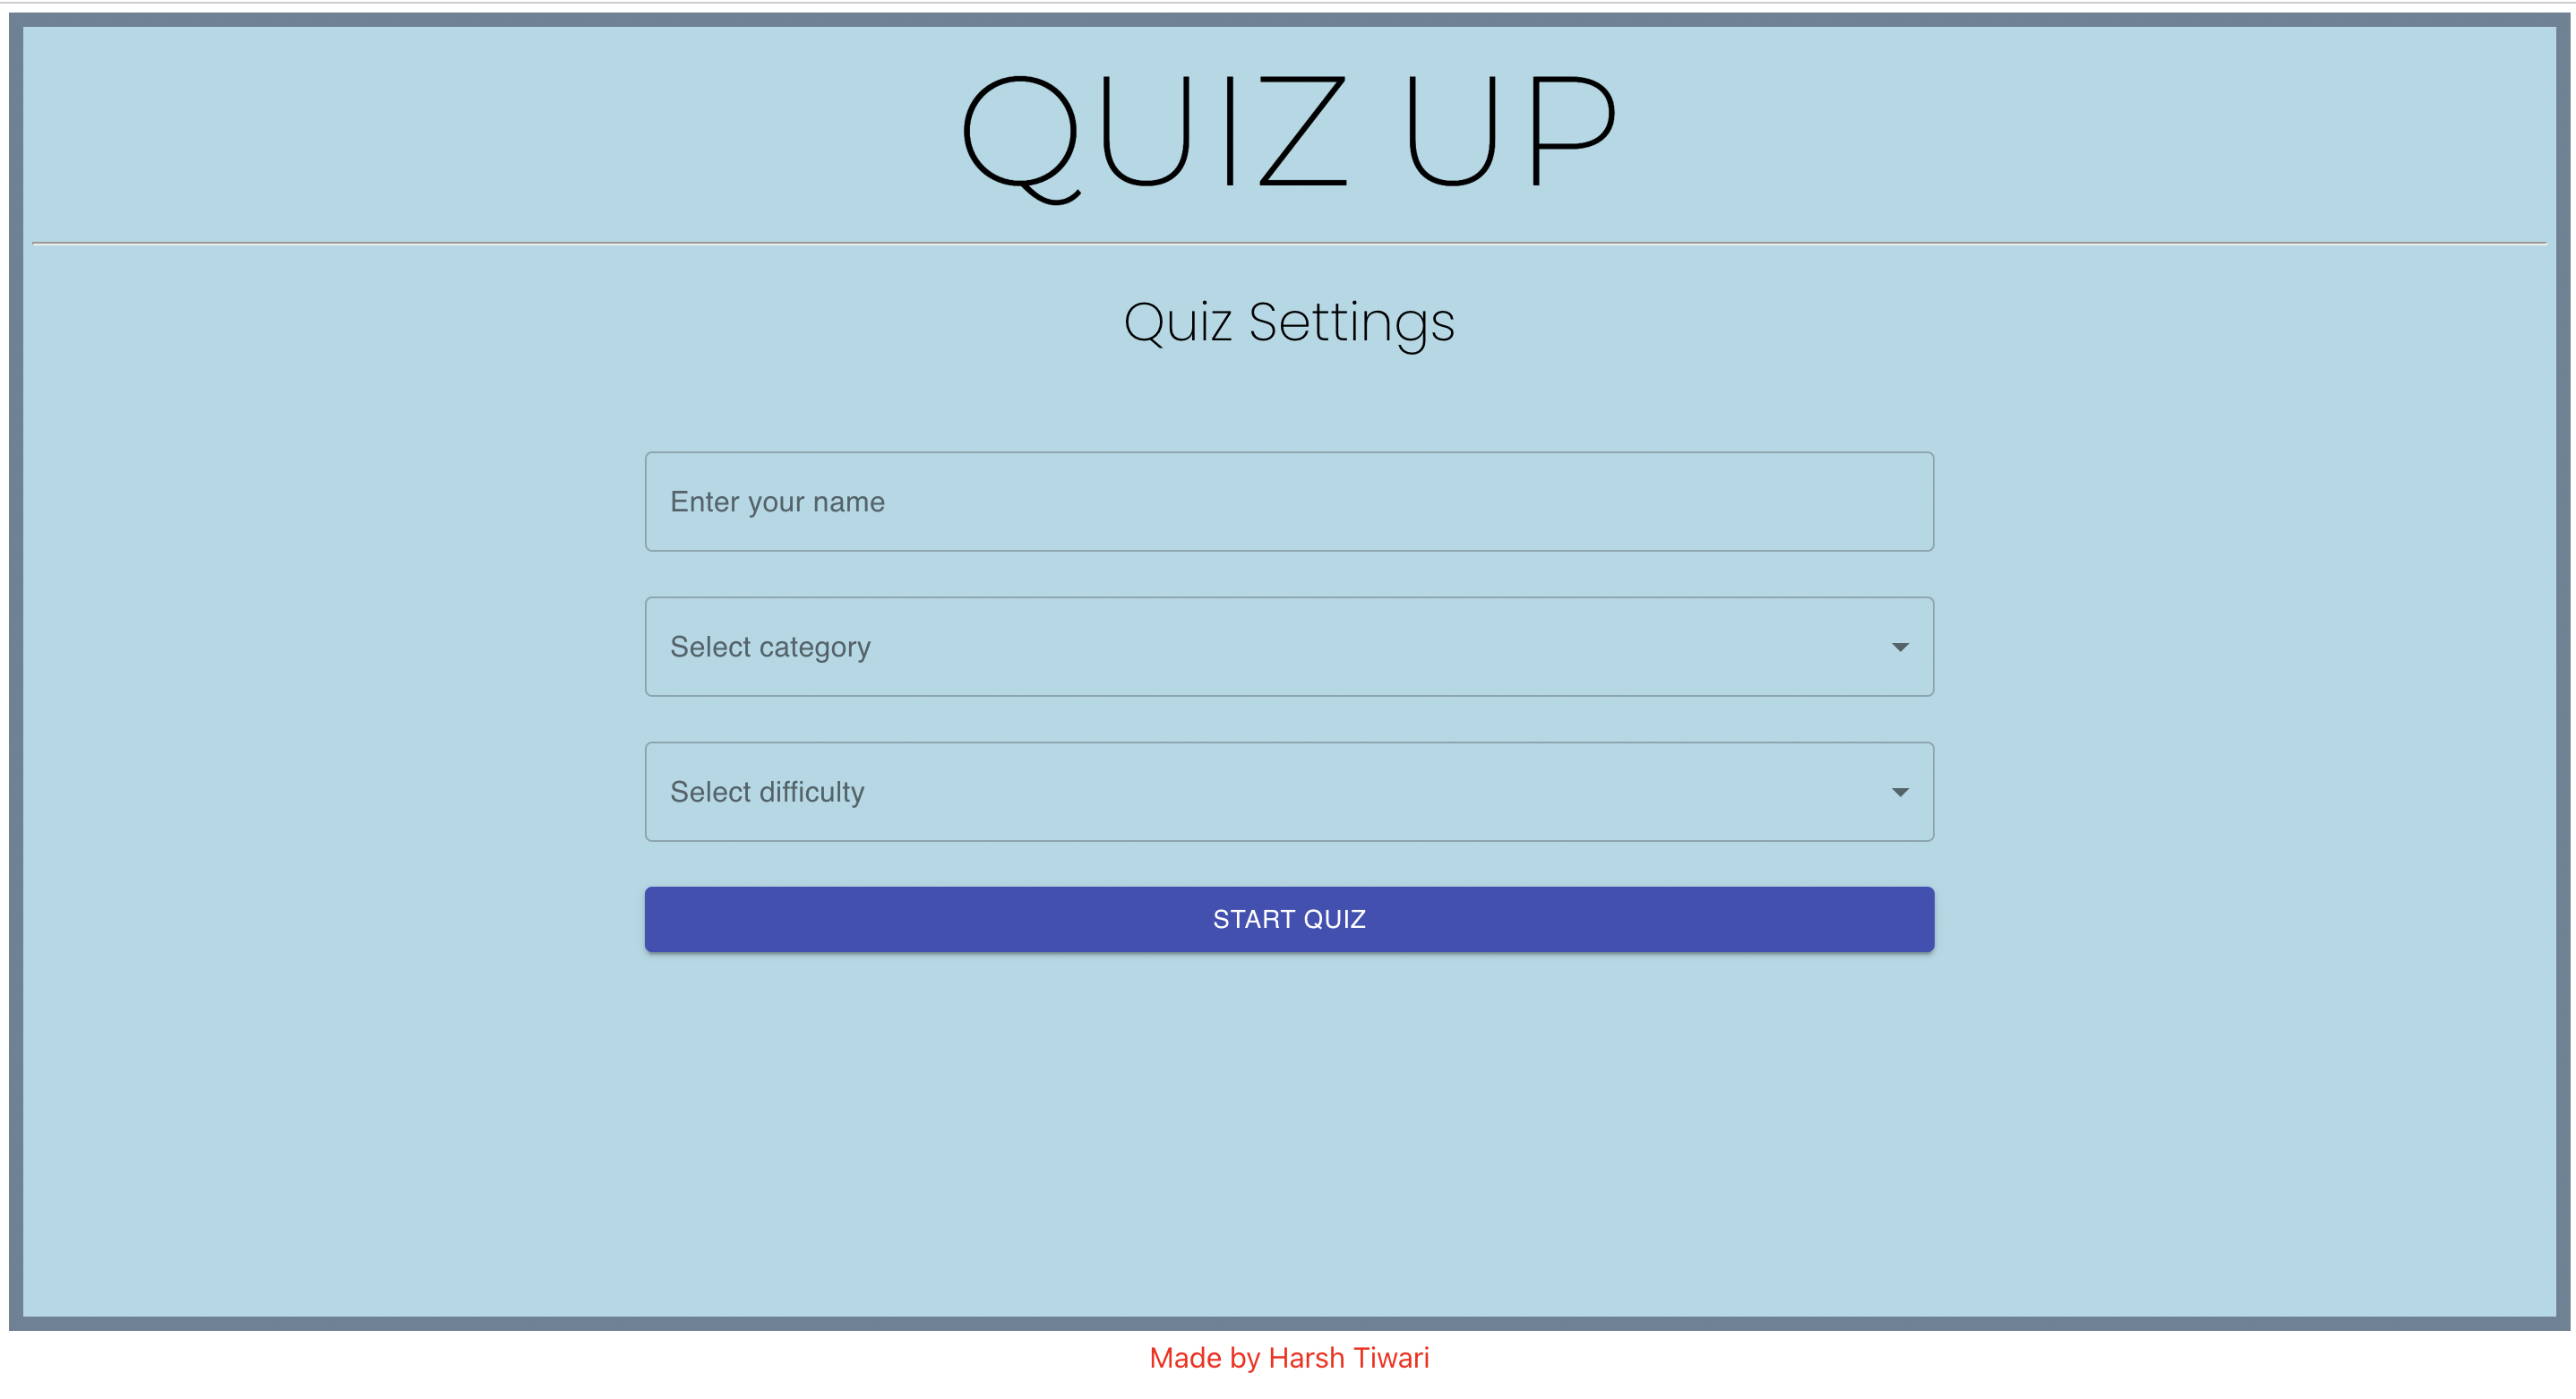 QUIZ UP
Quiz Settings
Enter your name
Select category
Select difficulty
START QUIZ
Made by Harsh Tiwari